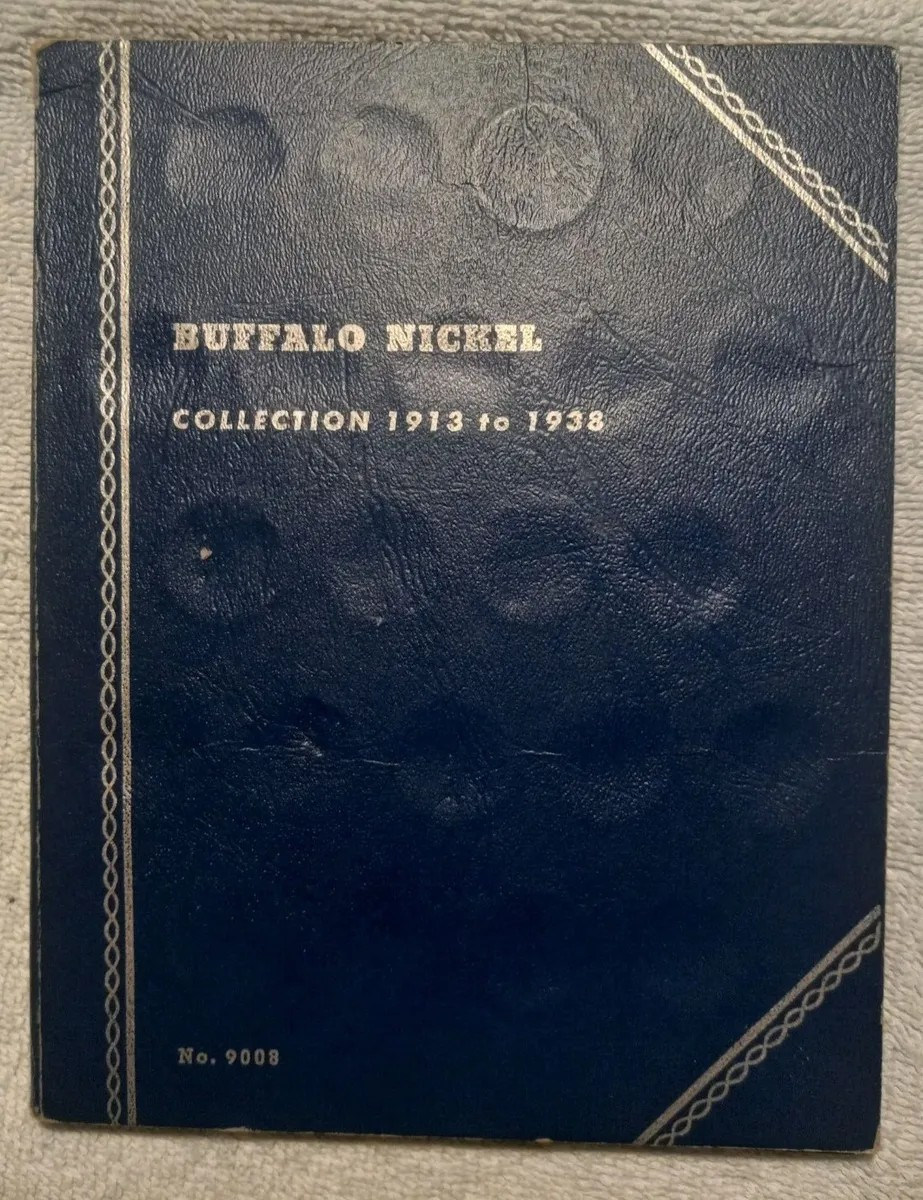 BUFFALO NICKEL
COLLECTION 1913 to 1938
No. 9008